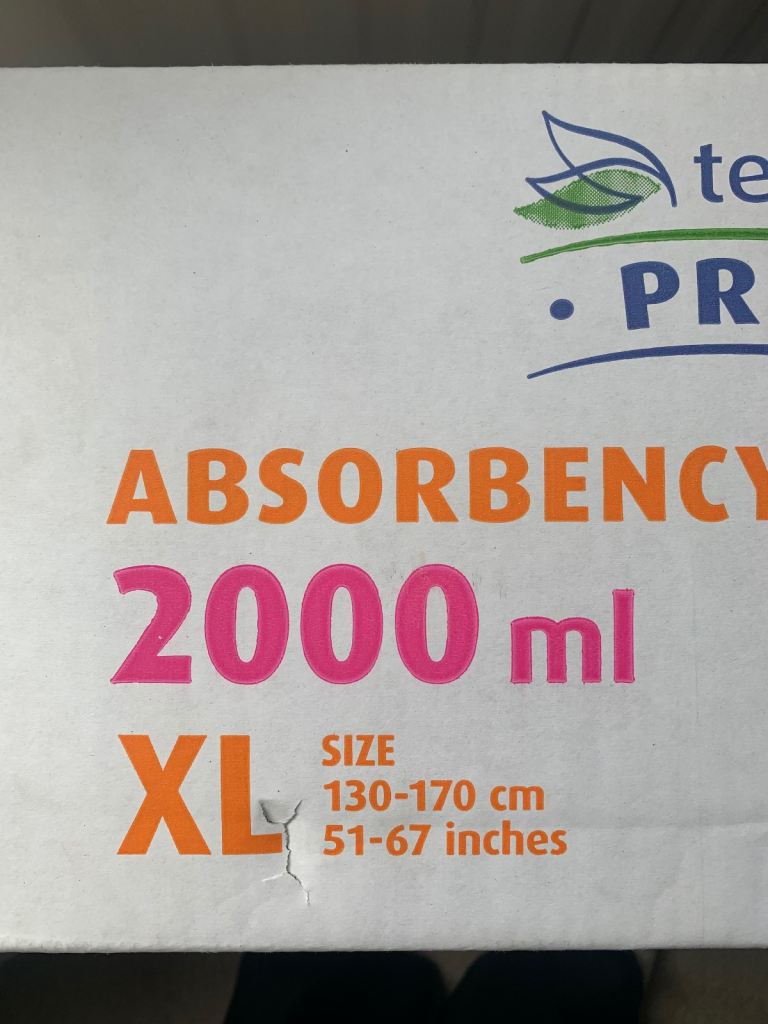 te
• PR
ABSORBENCY
2000 ml
XL
SIZE
130-170 cm
51-67 inches